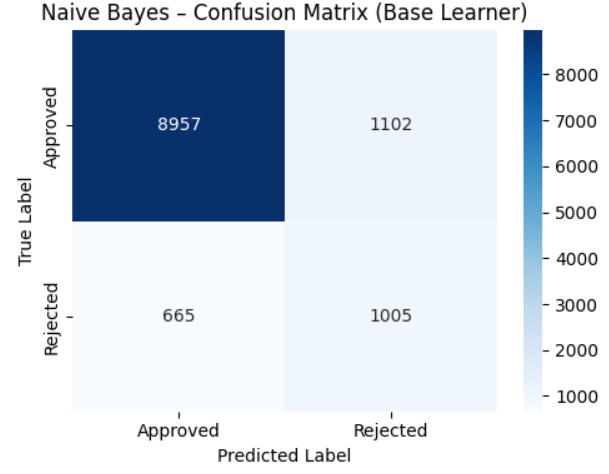 Naive Bayes – Confusion Matrix (Base Learner)
True Label
Approved
8957
1102
Rejected
665
1005
Approved
Rejected
Predicted Label
8000
7000
6000
5000
4000
3000
2000
1000